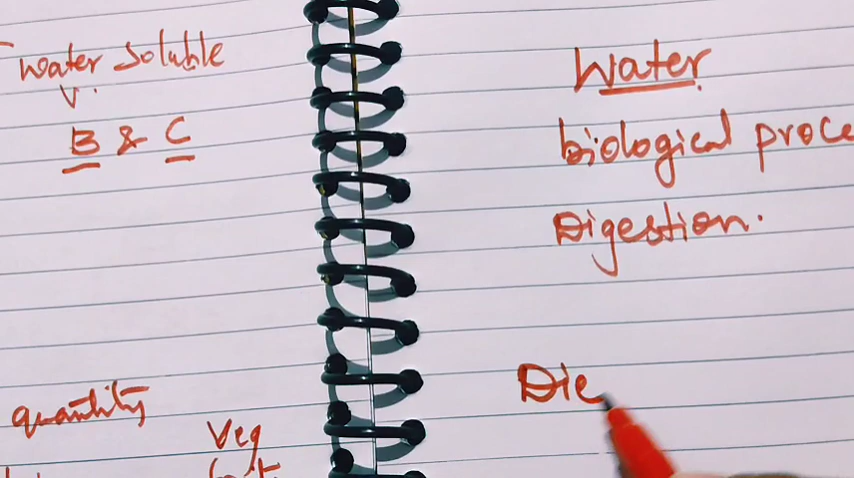 Water Soluble
V.
B & C
quantity
Veg
Water
biological proce
Digestion.
Die